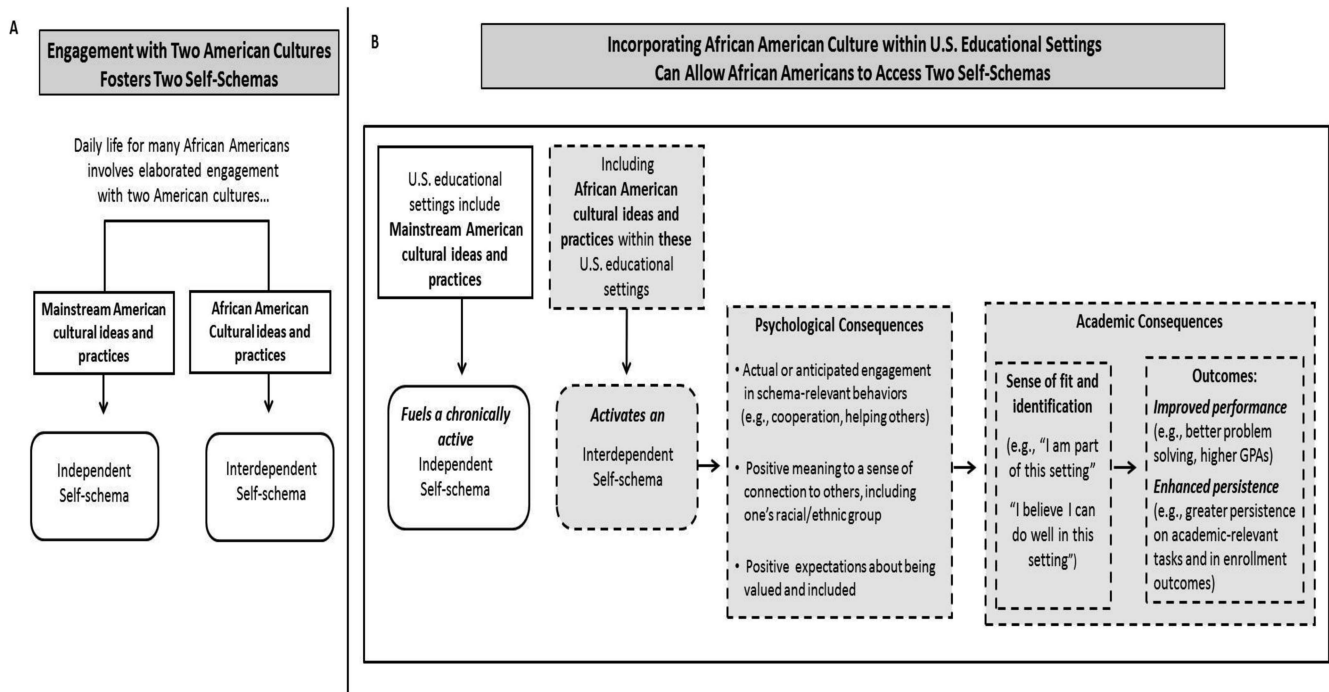 A
Engagement with Two American Cultures
Fosters Two Self-Schemas
Daily life for many African Americans
involves elaborated engagement
with two American cultures...
Mainstream American
cultural ideas and
practices
African American
Cultural ideas and
practices
Independent
Self-schema
Interdependent
Self-schema
B
Incorporating African American Culture within U.S. Educational Settings
Can Allow African Americans to Access Two Self-Schemas
U.S. educational
settings include
Mainstream American
cultural ideas and
practices
Including
African American
cultural ideas and
practices within these
U.S. educational
settings
Fuels a chronically
active
Independent
Self-schema
Activates an
Interdependent
Self-schema
Psychological Consequences
• Actual or anticipated engagement
in schema-relevant behaviors
(e.g., cooperation, helping others)
• Positive meaning to a sense of
connection to others, including
one's racial/ethnic group
• Positive expectations about being
valued and included
Academic Consequences
Sense of fit and
identification
(e.g., "I am part
of this setting"
"I believe I can
do well in this
setting")
Outcomes:
Improved performance
(e.g., better problem
solving, higher GPAs)
Enhanced persistence
(e.g., greater persistence
on academic-relevant
tasks and in enrollment
outcomes)